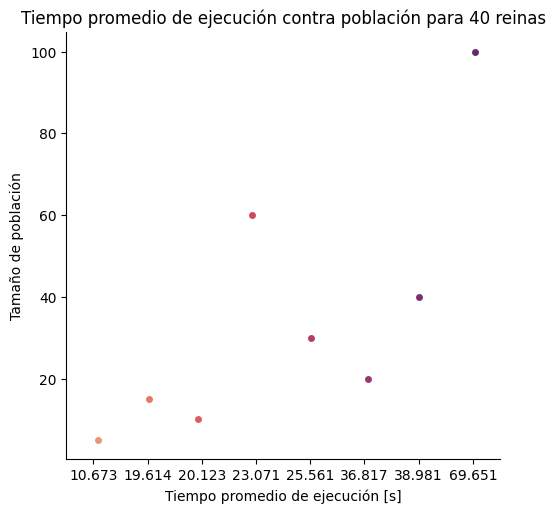 Tiempo promedio de ejecución contra población para 40 reinas
100
80
60
40
20
Tamaño de población
10.673 19.614 20.123 23.071 25.561 36.817 38.981 69.651
Tiempo promedio de ejecución [s]